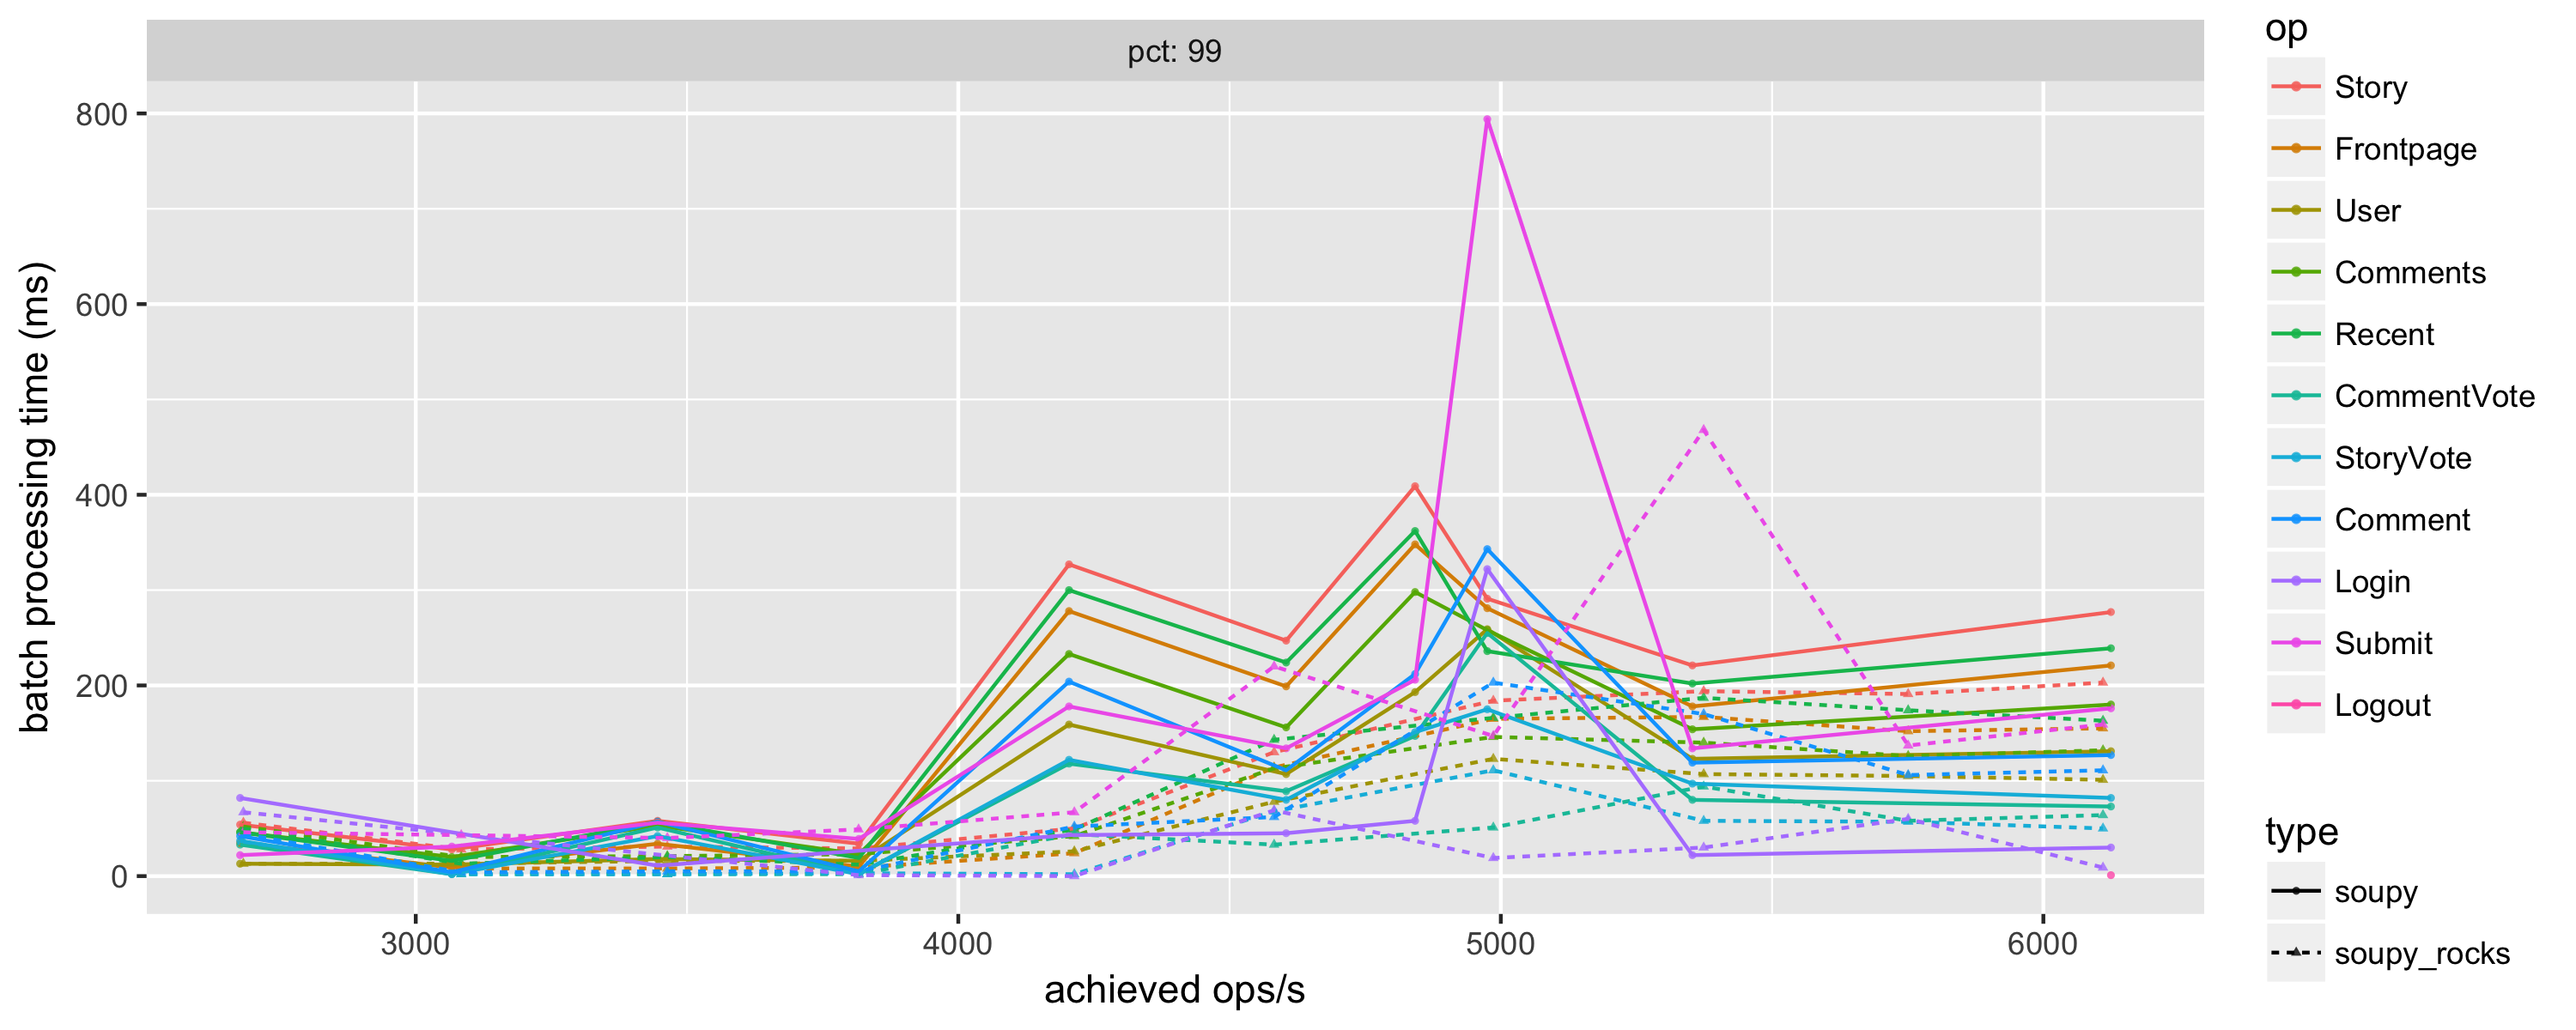 pct: 99
800
600
400
200
0
batch processing time (ms)
3000
4000
5000
6000
achieved ops/s
op
Story
Frontpage
User
Comments
Recent
CommentVote
StoryVote
Comment
Login
Submit
Logout
type
soupy
soupy_rocks